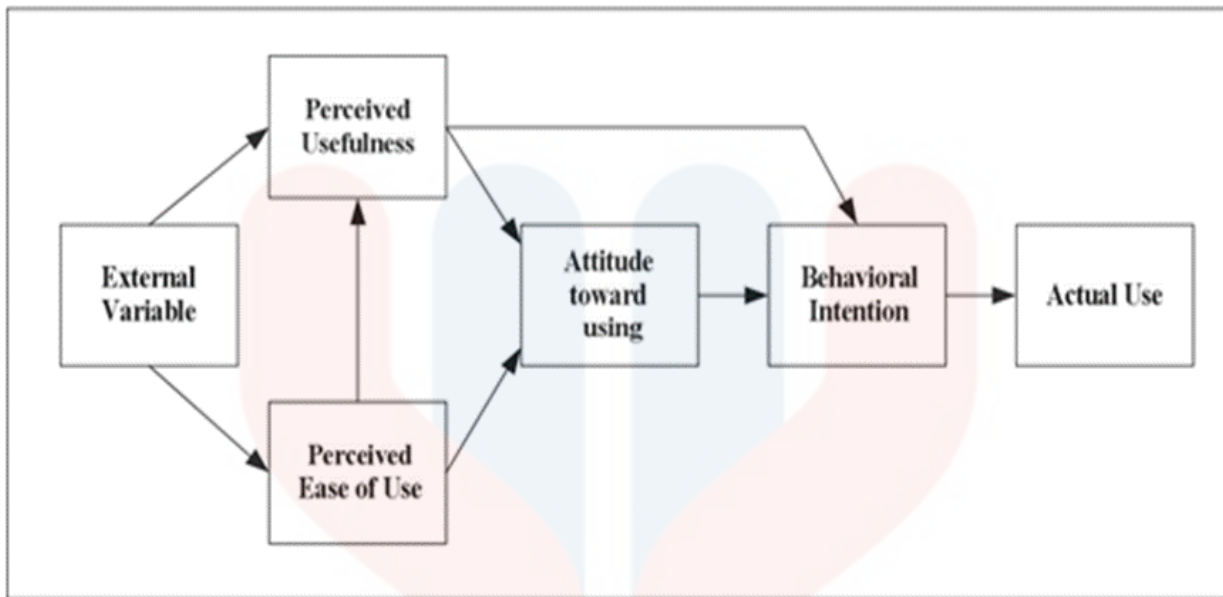 Perceived
Usefulness
External
Variable
Attitude
toward
using
Behavioral
Intention
Actual Use
Perceived
Ease of Use